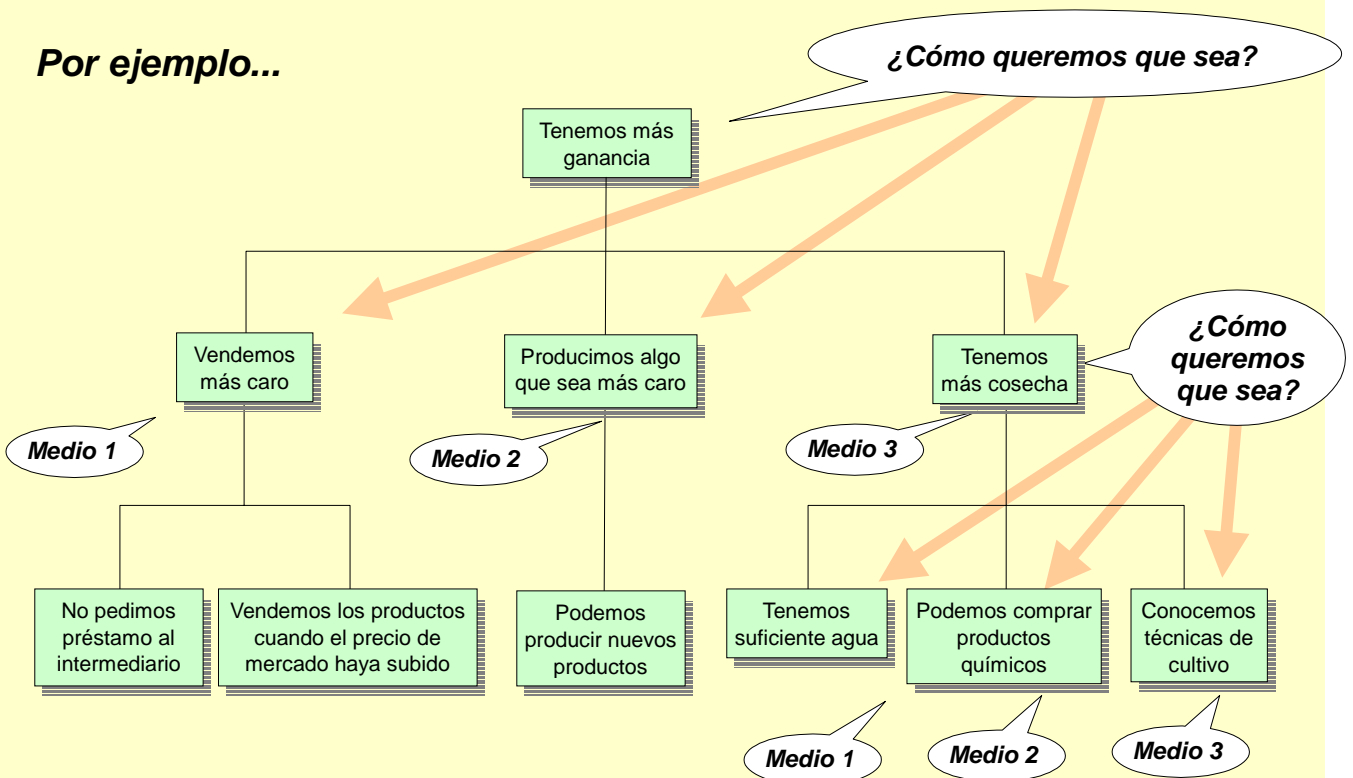 Por ejemplo...
¿Cómo queremos que sea?
Tenemos más
ganancia
¿Cómo
queremos
que sea?
Vendemos
más caro
Producimos algo
que sea más caro
Tenemos
más cosecha
Medio 1
Medio 2
Medio 3
No pedimos
préstamo al
intermediario
Vendemos los productos
cuando el precio de
mercado haya subido
Podemos
producir nuevos
productos
Tenemos
suficiente agua
Podemos comprar
productos
químicos
Conocemos
técnicas de
cultivo
Medio 1
Medio 2
Medio 3